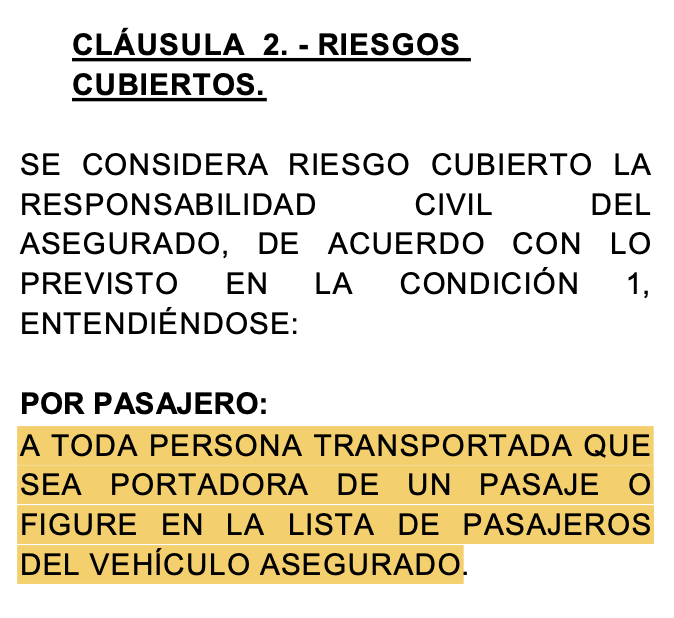 CLÁUSULA 2. - RIESGOS
CUBIERTOS.
SE CONSIDERA RIESGO CUBIERTO LA
RESPONSABILIDAD CIVIL DEL
ASEGURADO, DE ACUERDO CON LO
PREVISTO EN LA CONDICIÓN 1,
ENTENDIÉNDOSE:
POR PASAJERO:
A TODA PERSONA TRANSPORTADA QUE
SEA PORTADORA DE UN PASAJE O
FIGURE EN LA LISTA DE PASAJEROS
DEL VEHÍCULO ASEGURADO.